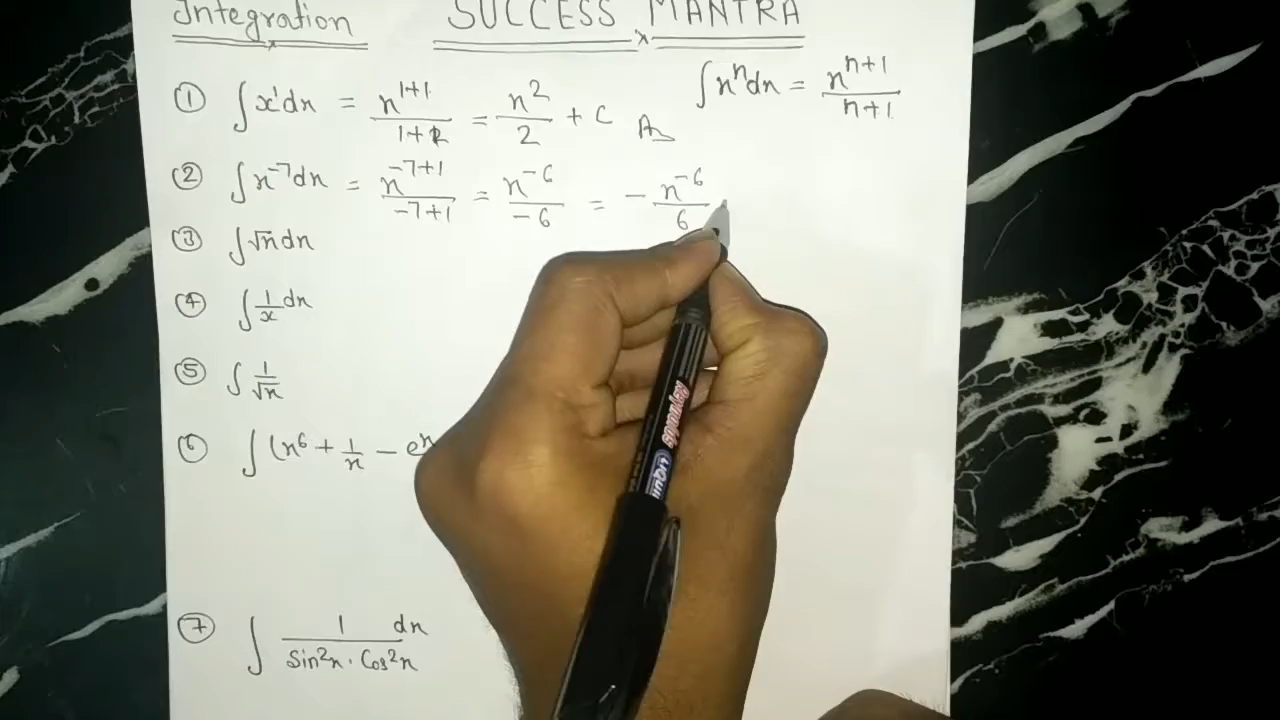 Integration SUCCESS MANTRA
∫xⁿdx = xⁿ⁺¹/n+1
① ∫x¹dx = x¹⁺¹/1+1 = x²/2 + C Ans
② ∫x⁻⁷dx = x⁻⁷⁺¹/-7+1 = x⁻⁶/-6 = - x⁻⁶/6
③ ∫√x dx
④ ∫1/x dx
⑤ ∫1/√x
⑥ ∫(x⁶ + 1/x - eˣ
⑦ ∫ 1 dx/Sin²x . Cos²x
UNOMAX